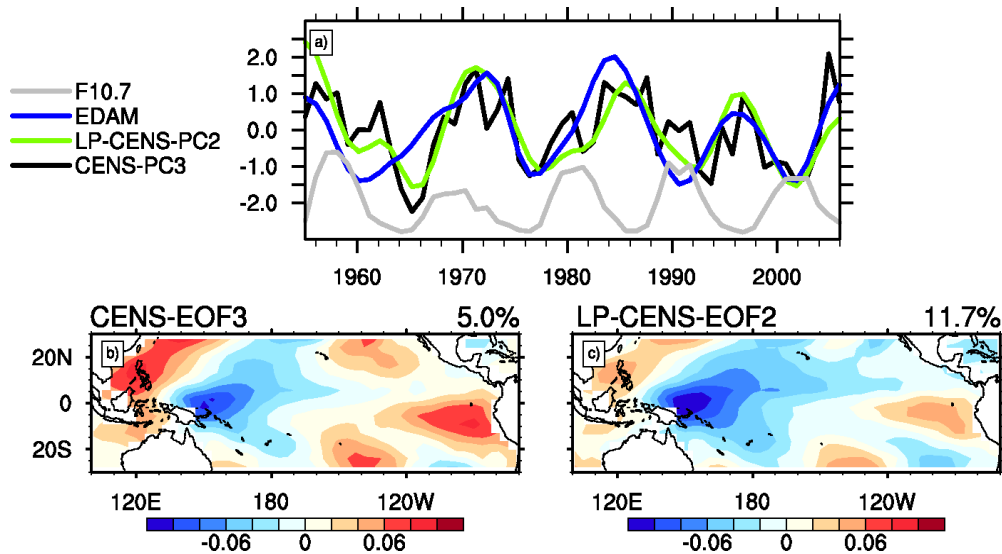 a)
2.0
1.0
0.0
-1.0
-2.0
F10.7
EDAM
LP-CENS-PC2
CENS-PC3
1960 1970 1980 1990 2000
CENS-EOF3 5.0%
LP-CENS-EOF2 11.7%
b)
c)
20N
0
20S
120E 180 120W
120E 180 120W
-0.06 0 0.06
-0.06 0 0.06